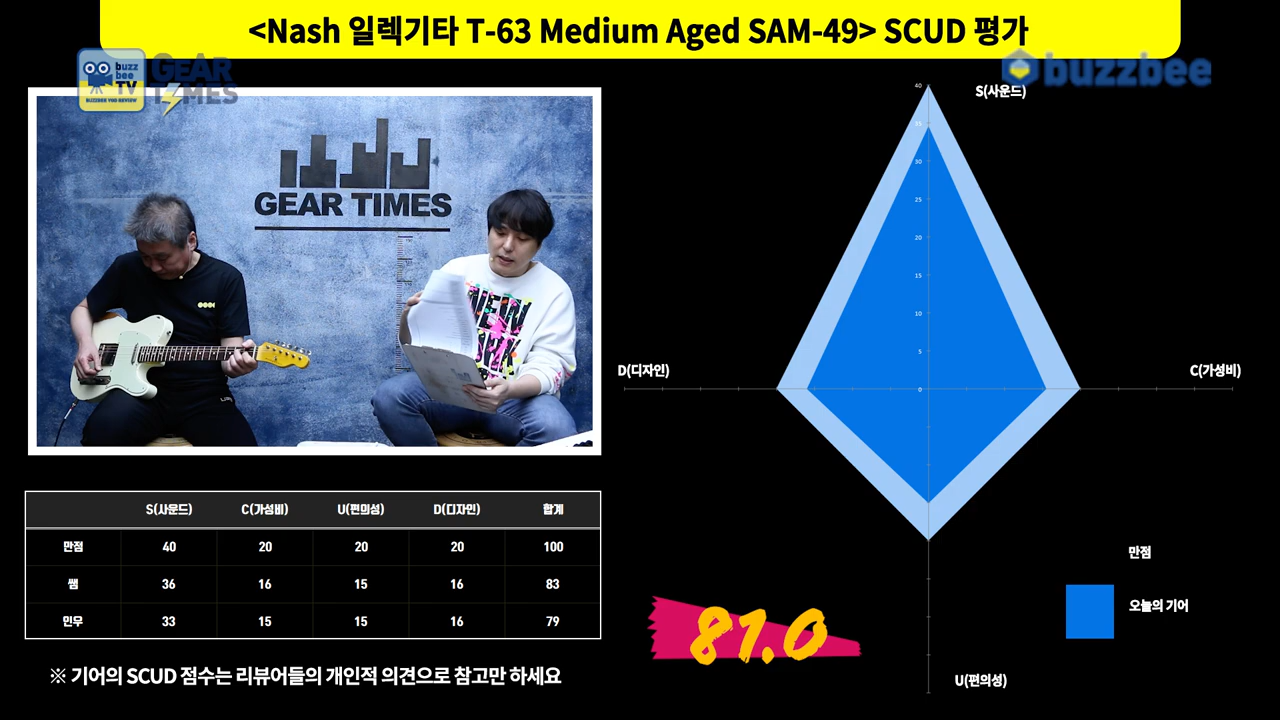 <Nash 일렉기타 T-63 Medium Aged SAM-49> SCUD 평가
buzz
bee
TV
BUZZBEE YOU REVIEW
GEAR
TIMES
buzzbee
GEAR TIMES
NEW
YORK
S(사운드)
40
35
30
25
20
15
10
5
0
D(디자인)
C(가성비)
U(편의성)
S(사운드) C(가성비) U(편의성) D(디자인) 합계
만점 40 20 20 20 100
쌤 36 16 15 16 83
민우 33 15 15 16 79
81.0
만점
오늘의 기어
※ 기어의 SCUD 점수는 리뷰어들의 개인적 의견으로 참고만 하세요